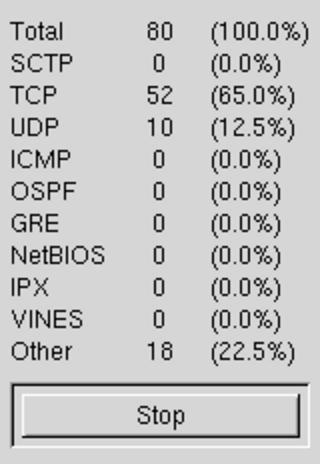 Total 80 (100.0%)
SCTP 0 (0.0%)
TCP 52 (65.0%)
UDP 10 (12.5%)
ICMP 0 (0.0%)
OSPF 0 (0.0%)
GRE 0 (0.0%)
NetBIOS 0 (0.0%)
IPX 0 (0.0%)
VINES 0 (0.0%)
Other 18 (22.5%)
Stop